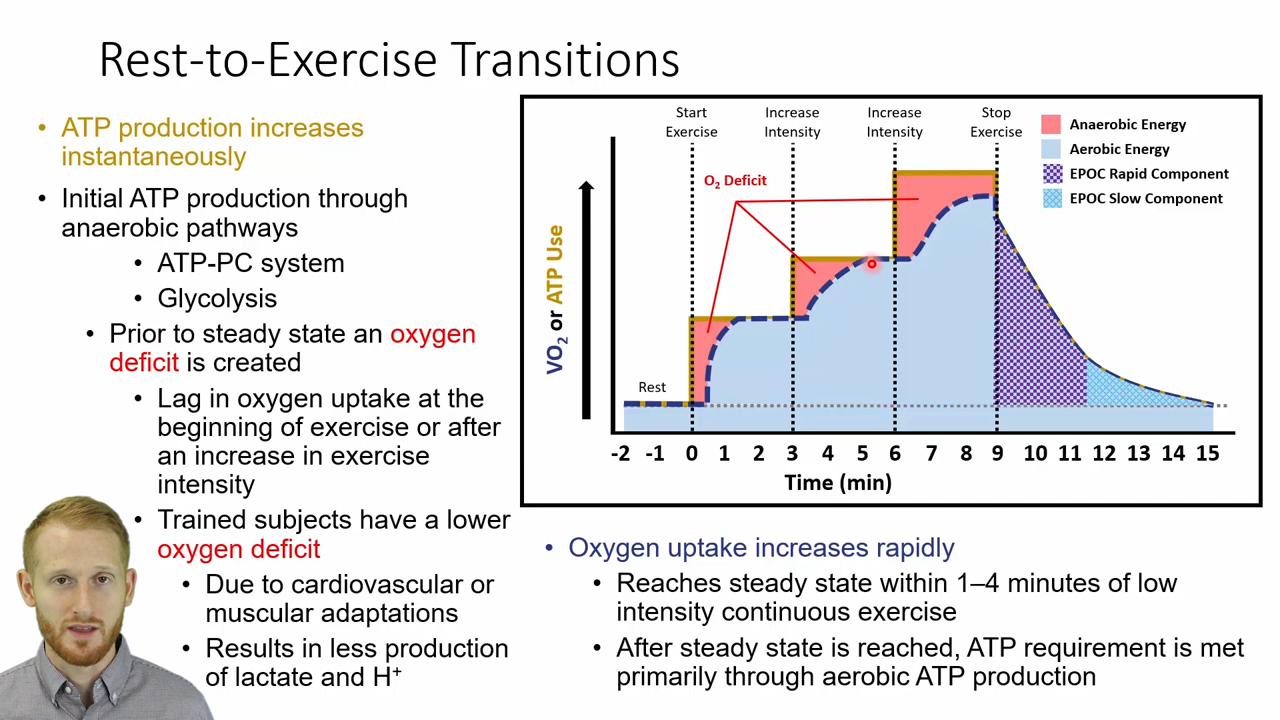 Rest-to-Exercise Transitions
• ATP production increases
instantaneously
• Initial ATP production through
anaerobic pathways
• ATP-PC system
• Glycolysis
• Prior to steady state an oxygen
deficit is created
• Lag in oxygen uptake at the
beginning of exercise or after
an increase in exercise
intensity
• Trained subjects have a lower
oxygen deficit
• Due to cardiovascular or
muscular adaptations
• Results in less production
of lactate and H⁺
Start
Exercise
Increase
Intensity
Increase
Intensity
Stop
Exercise
Anaerobic Energy
Aerobic Energy
EPOC Rapid Component
EPOC Slow Component
O₂ Deficit
VO₂ or ATP Use
Rest
-2 -1 0 1 2 3 4 5 6 7 8 9 10 11 12 13 14 15
Time (min)
• Oxygen uptake increases rapidly
• Reaches steady state within 1–4 minutes of low
intensity continuous exercise
• After steady state is reached, ATP requirement is met
primarily through aerobic ATP production